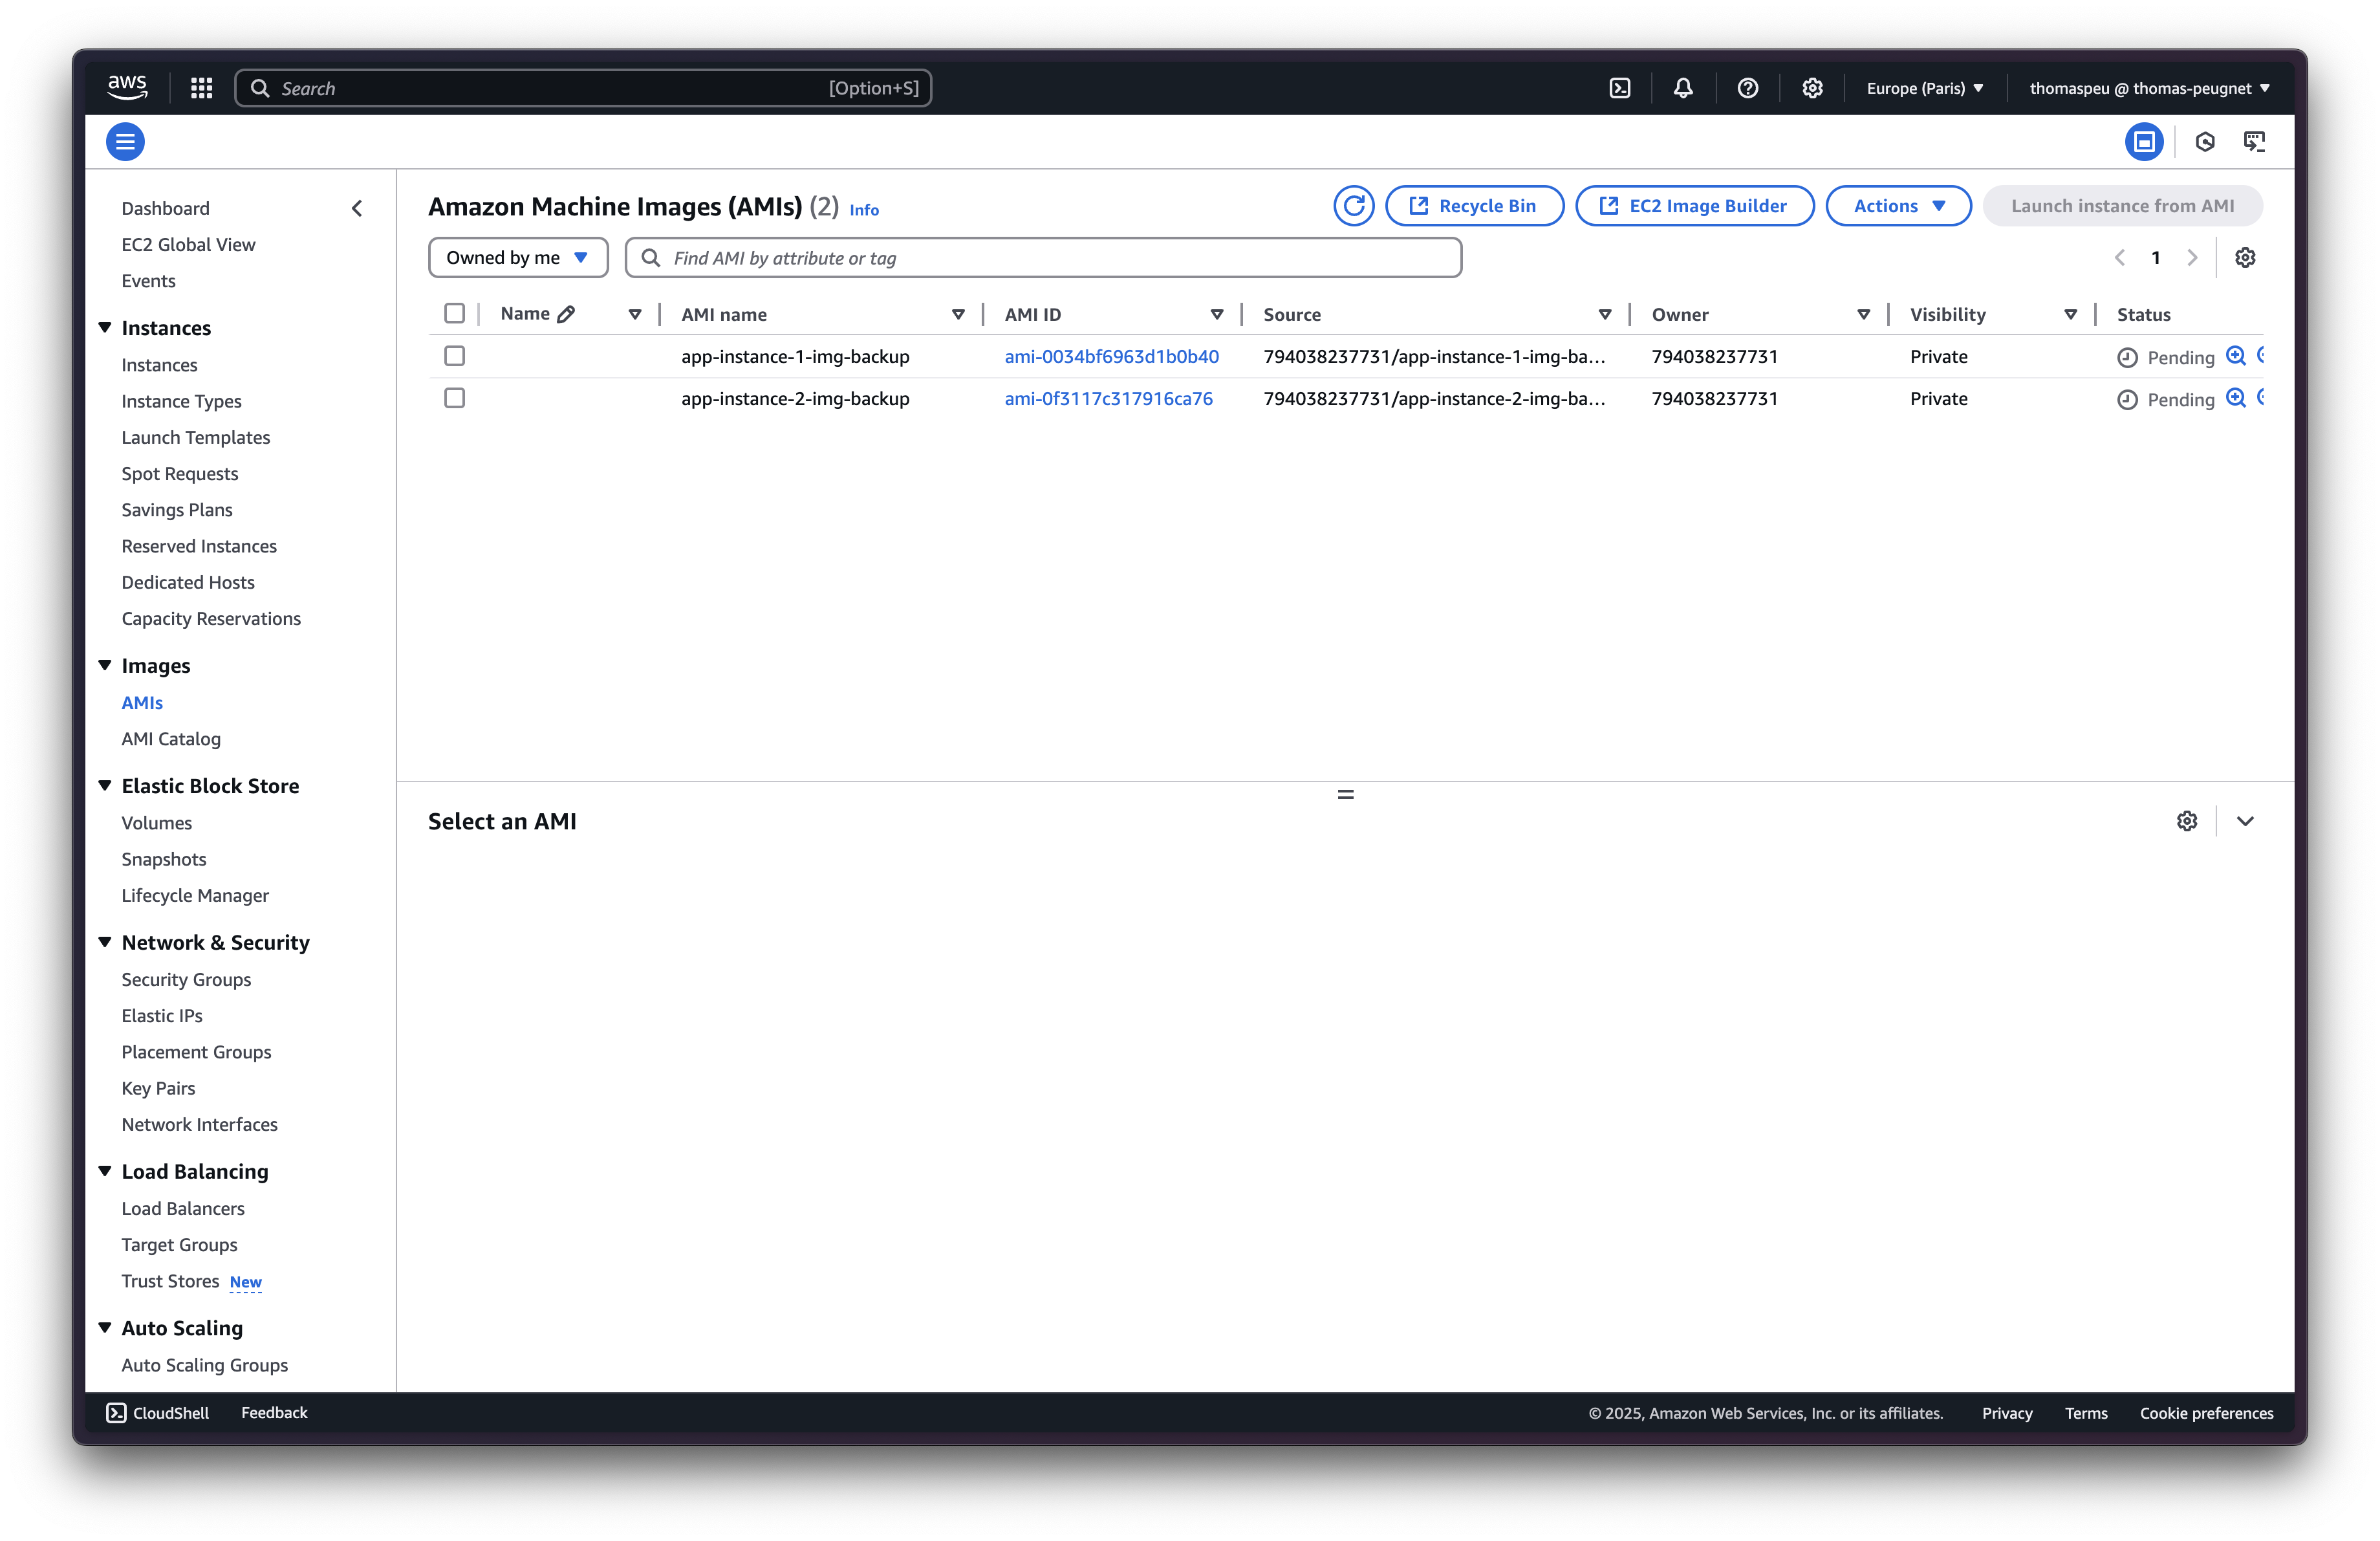 aws
Search [Option+S]
Europe (Paris)
thomaspeu @ thomas-peugnet
Dashboard
EC2 Global View
Events
Instances
Instances
Instance Types
Launch Templates
Spot Requests
Savings Plans
Reserved Instances
Dedicated Hosts
Capacity Reservations
Images
AMIs
AMI Catalog
Elastic Block Store
Volumes
Snapshots
Lifecycle Manager
Network & Security
Security Groups
Elastic IPs
Placement Groups
Key Pairs
Network Interfaces
Load Balancing
Load Balancers
Target Groups
Trust Stores New
Auto Scaling
Auto Scaling Groups
Amazon Machine Images (AMIs) (2) Info
Recycle Bin
EC2 Image Builder
Actions
Launch instance from AMI
Owned by me
Find AMI by attribute or tag
1
Name AMI name AMI ID Source Owner Visibility Status
app-instance-1-img-backup ami-0034bf6963d1b0b40 794038237731/app-instance-1-img-ba... 794038237731 Private Pending
app-instance-2-img-backup ami-0f3117c317916ca76 794038237731/app-instance-2-img-ba... 794038237731 Private Pending
Select an AMI
CloudShell
Feedback
© 2025, Amazon Web Services, Inc. or its affiliates.
Privacy
Terms
Cookie preferences